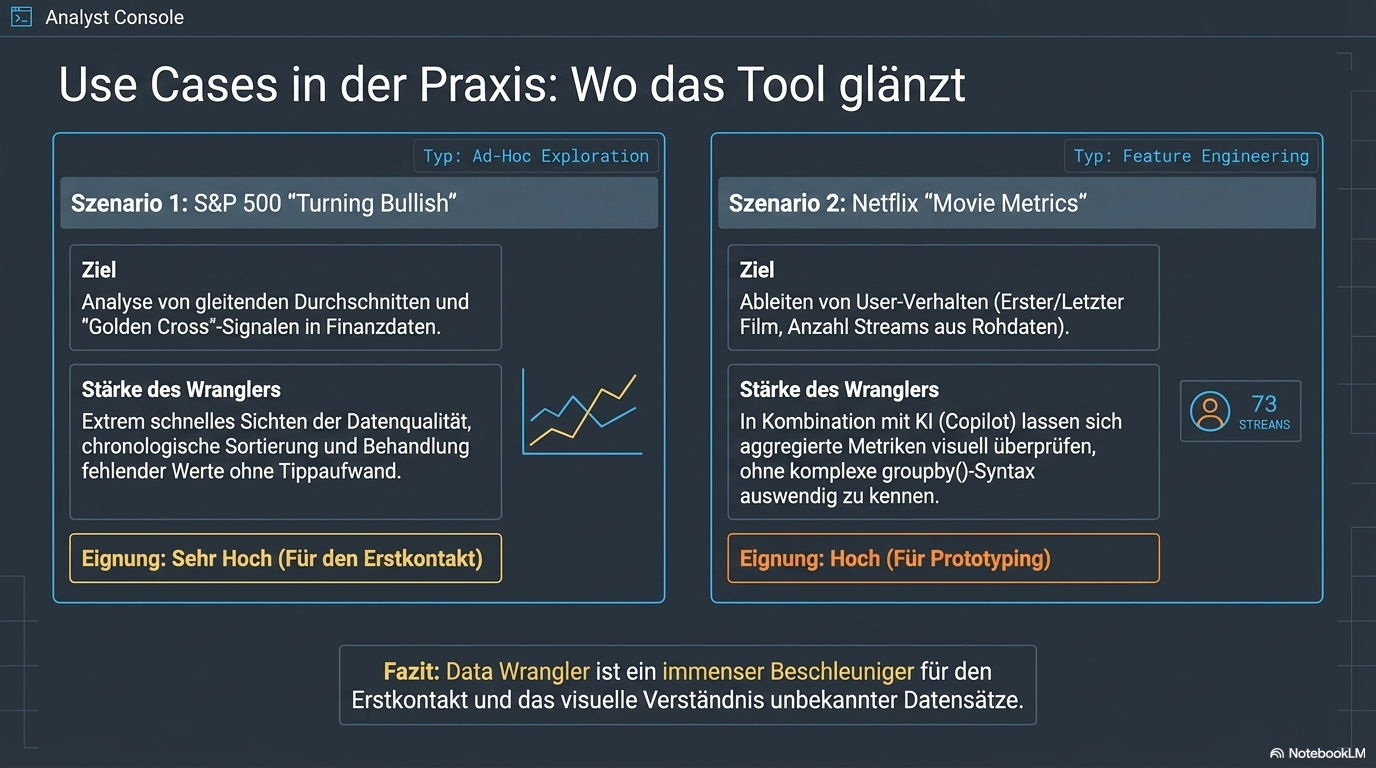 Analyst Console
Use Cases in der Praxis: Wo das Tool glänzt
Typ: Ad-Hoc Exploration
Szenario 1: S&P 500 “Turning Bullish”
Ziel
Analyse von gleitenden Durchschnitten und
“Golden Cross”-Signalen in Finanzdaten.
Stärke des Wranglers
Extrem schnelles Sichten der Datenqualität,
chronologische Sortierung und Behandlung
fehlender Werte ohne Tippaufwand.
Eignung: Sehr Hoch (Für den Erstkontakt)
Typ: Feature Engineering
Szenario 2: Netflix “Movie Metrics”
Ziel
Ableiten von User-Verhalten (Erster/Letzter
Film, Anzahl Streams aus Rohdaten).
Stärke des Wranglers
In Kombination mit KI (Copilot) lassen sich
aggregierte Metriken visuell überprüfen,
ohne komplexe groupby()-Syntax
auswendig zu kennen.
73
STREANS
Eignung: Hoch (Für Prototyping)
Fazit: Data Wrangler ist ein immenser Beschleuniger für den
Erstkontakt und das visuelle Verständnis unbekannter Datensätze.
NotebookLM